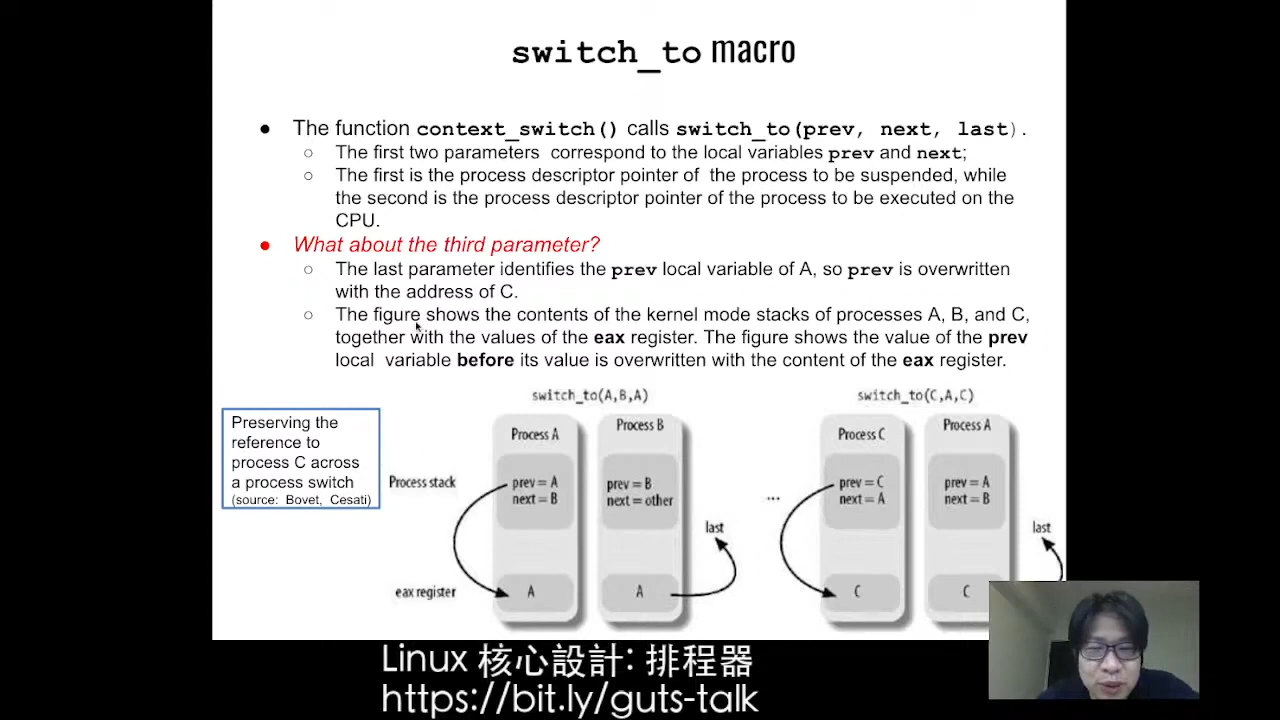 switch_to macro
● The function context_switch() calls switch_to(prev, next, last).
○ The first two parameters correspond to the local variables prev and next;
○ The first is the process descriptor pointer of the process to be suspended, while
the second is the process descriptor pointer of the process to be executed on the
CPU.
● What about the third parameter?
○ The last parameter identifies the prev local variable of A, so prev is overwritten
with the address of C.
○ The figure shows the contents of the kernel mode stacks of processes A, B, and C,
together with the values of the eax register. The figure shows the value of the prev
local variable before its value is overwritten with the content of the eax register.
Preserving the
reference to
process C across
a process switch
(source: Bovet, Cesati)
switch_to(A,B,A)
Process A
Process B
Process stack
prev = A
next = B
prev = B
next = other
last
eax register
A
A
...
switch_to(C,A,C)
Process C
Process A
prev = C
next = A
prev = A
next = B
last
C
C
Linux 核心設計: 排程器
https://bit.ly/guts-talk